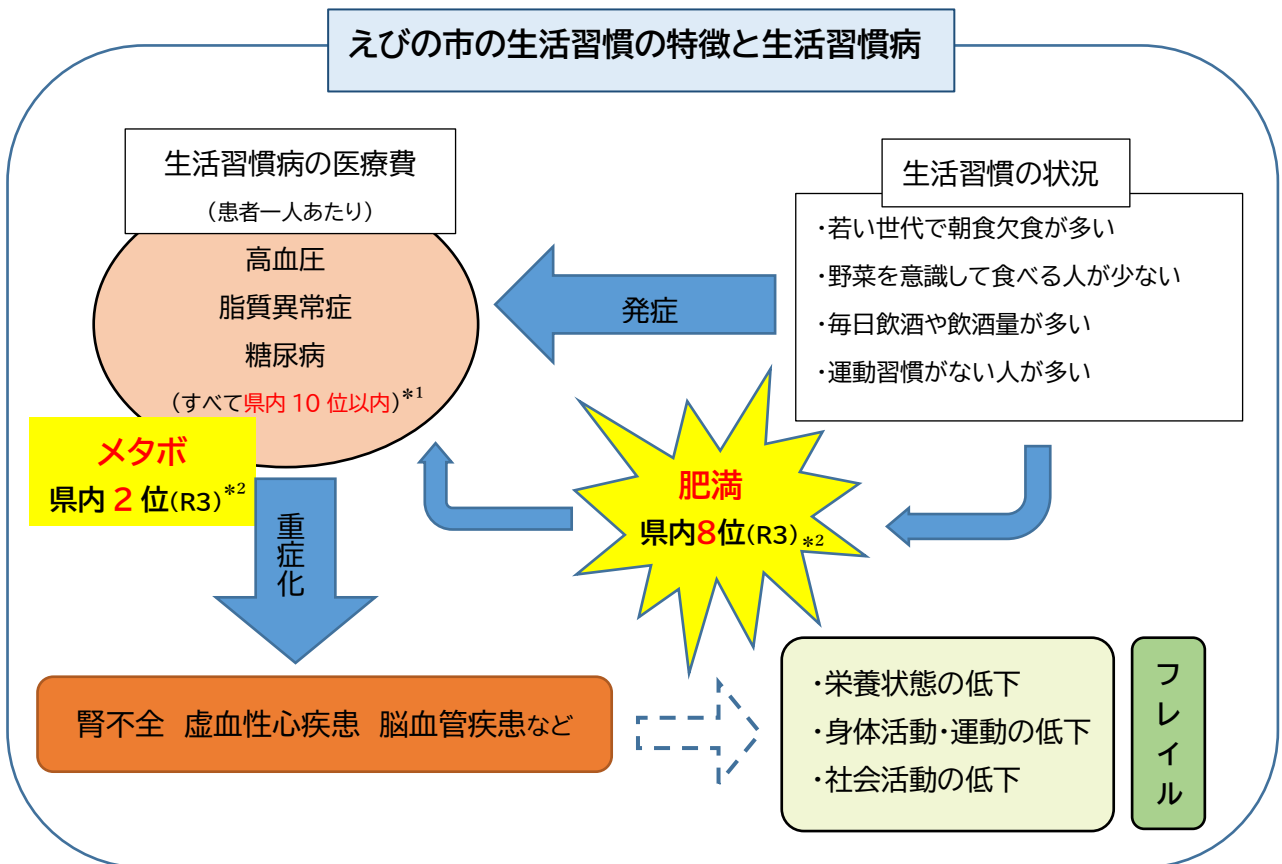 えびの市の生活習慣の特徴と生活習慣病
生活習慣病の医療費
（患者一人あたり）
高血圧
脂質異常症
糖尿病
（すべて県内 10 位以内）*1
メタボ
県内 2 位(R3)*2
発症
生活習慣の状況
・若い世代で朝食欠食が多い
・野菜を意識して食べる人が少ない
・毎日飲酒や飲酒量が多い
・運動習慣がない人が多い
肥満
県内8位(R3)*2
重症化
腎不全 虚血性心疾患 脳血管疾患など
・栄養状態の低下
・身体活動・運動の低下
・社会活動の低下
フレイル